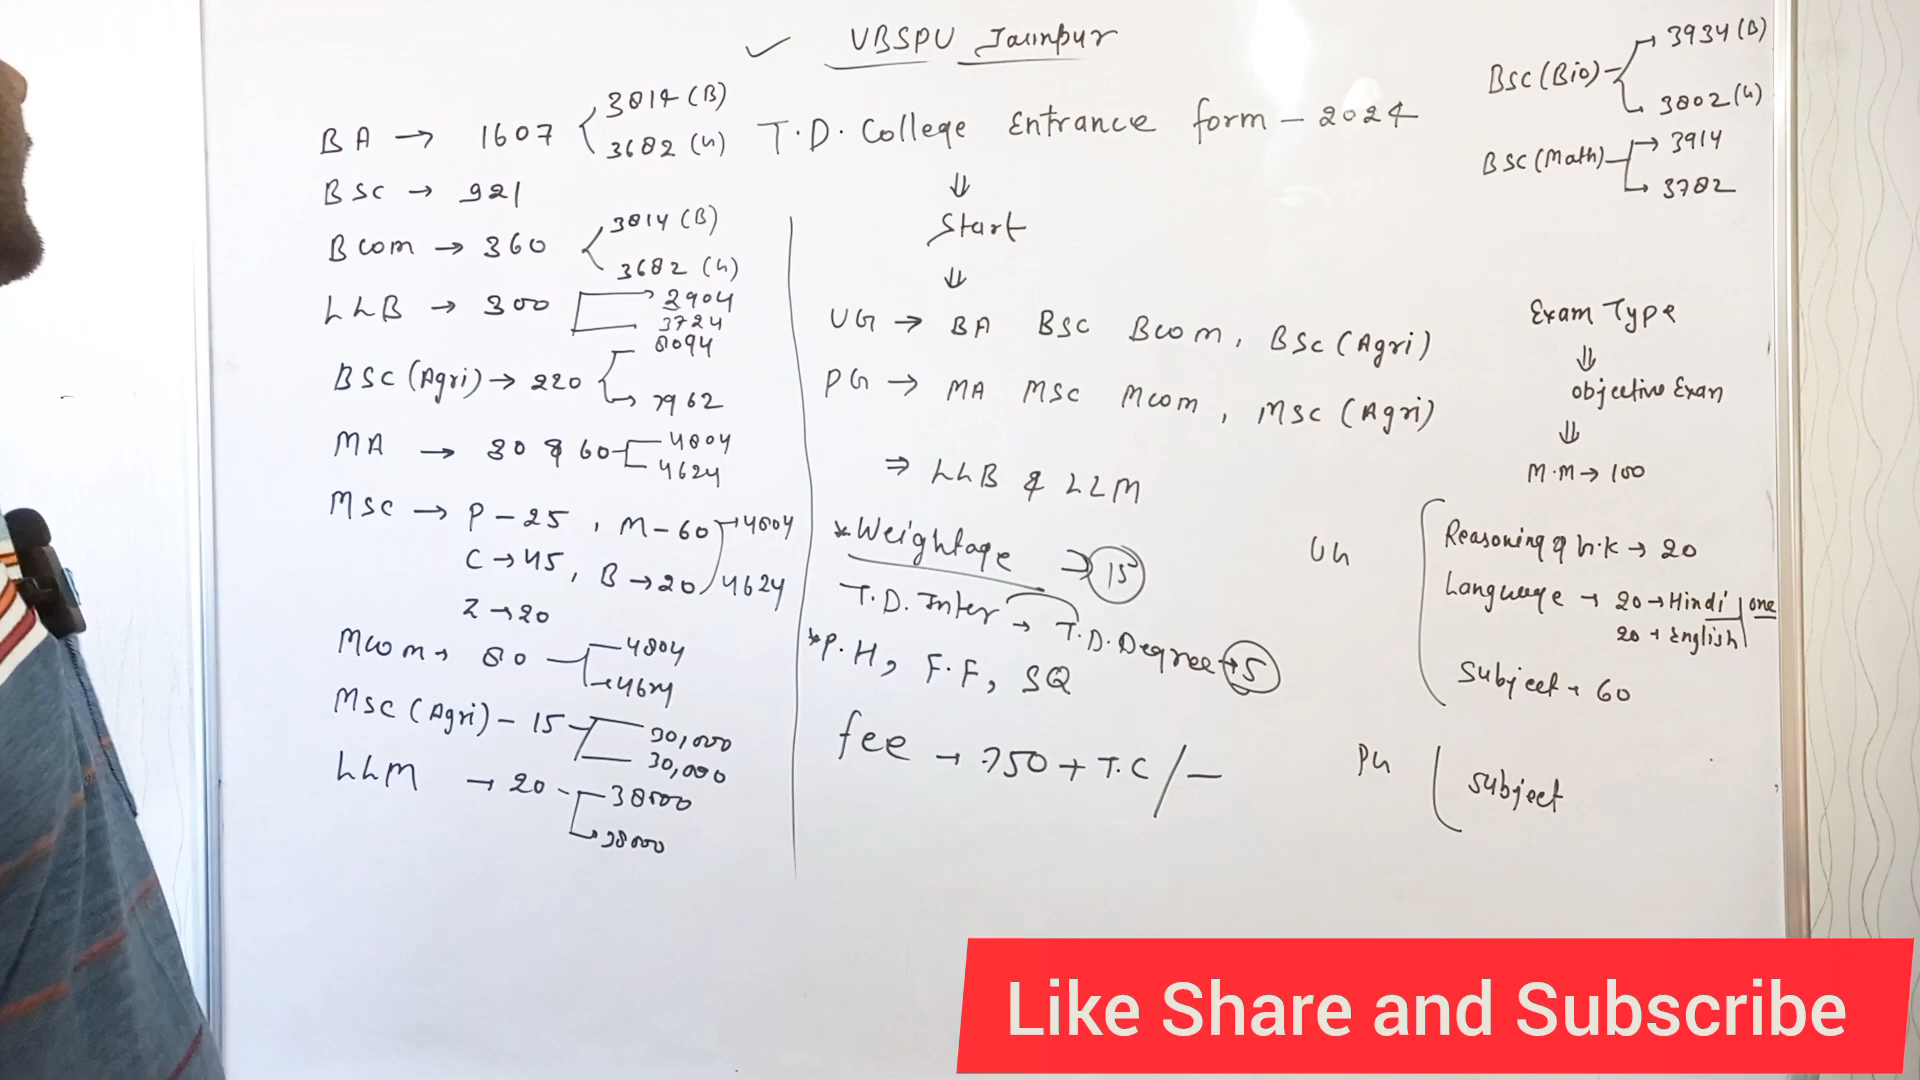 ✓ VBSPU Jaunpur
T.D. College Entrance form - 2024
⇓
Start
⇓
UG → BA BSC Bcom, BSc (Agri)
PG → MA MSC Mcom, MSC (Agri)
⇒ LLB & LLM
*Weightage → 15
T.D. Inter → T.D. Degree → 5
*P.H, F.F, SQ
fee → 750 + T.C/-
BA → 1607 3814 (B)
3682 (G)
BSC → 921
Bcom → 360 3814 (B)
3682 (G)
LLB → 300 3904
3724
BSC (Agri) → 220 8094
7962
MA → 30 & 60 4804
4624
MSC → P - 25, M - 60 → 4804
C → 45, B → 20 4624
Z → 20
Mcom → 80 4804
4624
MSC (Agri) - 15 30,000
30,000
LLM → 20 - 38000
38000
BSC (Bio) → 3934 (B)
3802 (G)
BSC (Math) → 3914
→ 3782
Exam Type
⇓
objective Exam
⇓
M.M → 100
UG
Reasoning & G.K → 20
Language → 20 → Hindi one
20 → English
Subject → 60
PG
Subject
Like Share and Subscribe